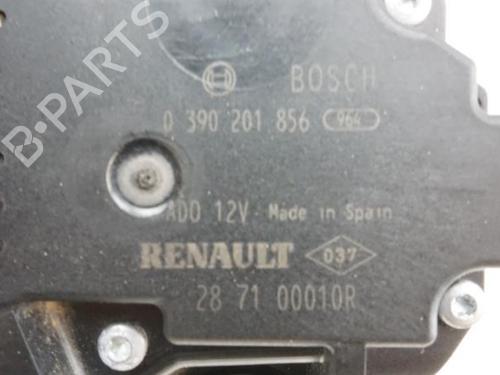 BOSCH
0 390 201 856 964
ADO 12V - Made in Spain
RENAULT 037
28 71 00010R
B-Parts